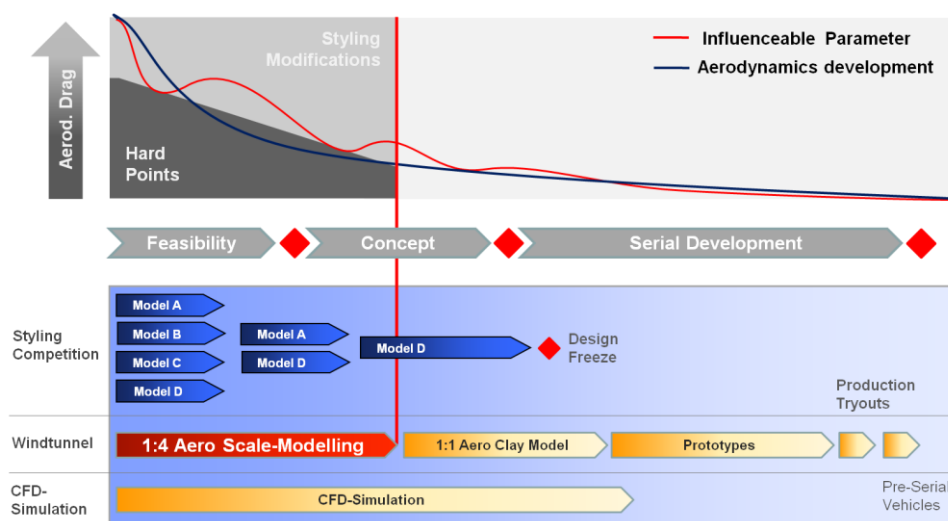 Styling
Modifications
Influenceable Parameter
Aerodynamics development
Aerod. Drag
Hard
Points
Feasibility
Concept
Serial Development
Styling
Competition
Model A
Model B
Model C
Model D
Model A
Model D
Model D
Design
Freeze
Production
Tryouts
Windtunnel
1:4 Aero Scale-Modelling
1:1 Aero Clay Model
Prototypes
CFD-
Simulation
CFD-Simulation
Pre-Serial
Vehicles